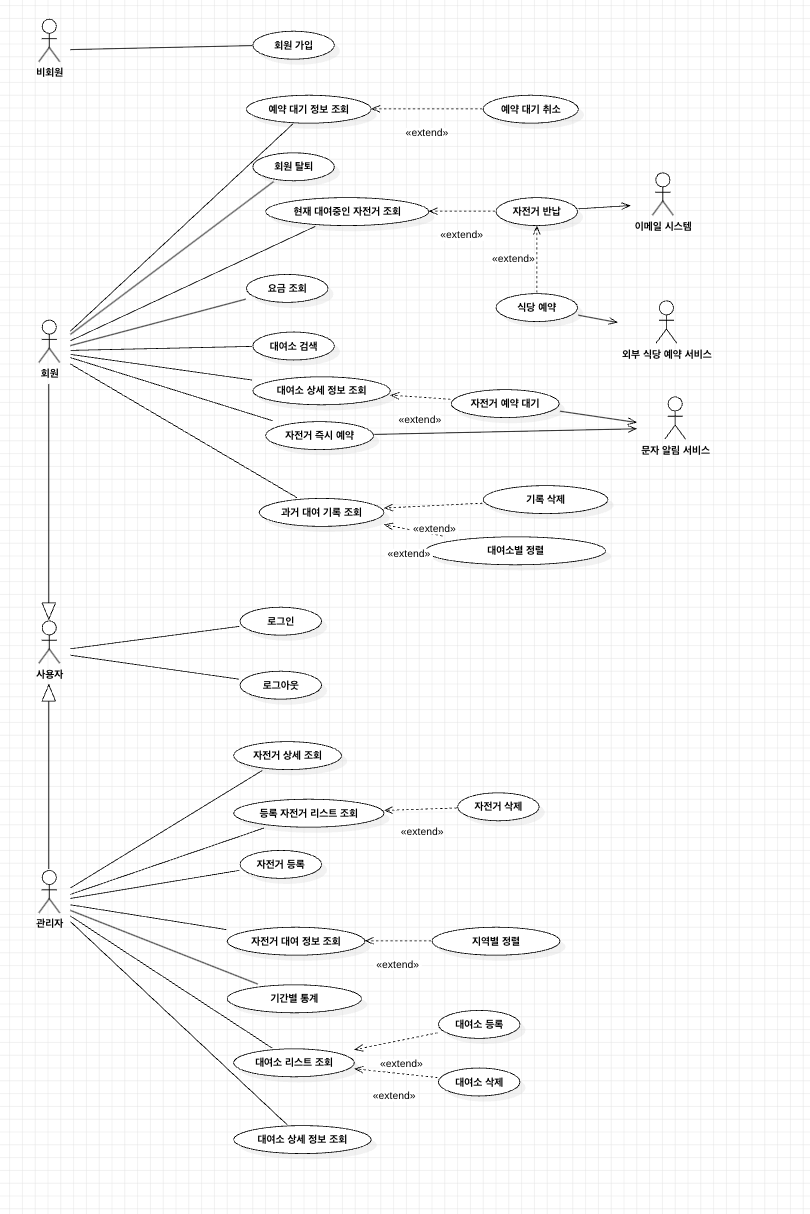 회원 가입
비회원
예약 대기 정보 조회
예약 대기 취소
«extend»
회원 탈퇴
현재 대여중인 자전거 조회
자전거 반납
이메일 시스템
«extend»
«extend»
요금 조회
식당 예약
대여소 검색
외부 식당 예약 서비스
회원
대여소 상세 정보 조회
자전거 예약 대기
«extend»
자전거 즉시 예약
문자 알림 서비스
기록 삭제
과거 대여 기록 조회
«extend»
대여소별 정렬
«extend»
로그인
사용자
로그아웃
자전거 상세 조회
등록 자전거 리스트 조회
자전거 삭제
«extend»
자전거 등록
관리자
자전거 대여 정보 조회
지역별 정렬
«extend»
기간별 통계
대여소 등록
대여소 리스트 조회
«extend»
대여소 삭제
«extend»
대여소 상세 정보 조회